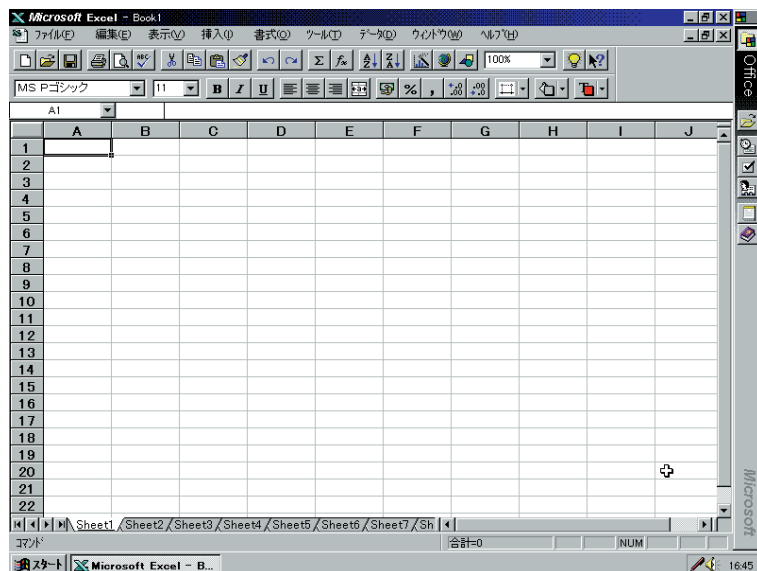 Microsoft Excel - Book1
ﾌｧｲﾙ(F) 編集(E) 表示(V) 挿入(I) 書式(O) ﾂｰﾙ(T) ﾃﾞｰﾀ(D) ｳｨﾝﾄﾞｳ(W) ﾍﾙﾌﾟ(H)
ABC Σ fx A Z Z A 100% ?
MS Pゴシック 11 B I U % ,
A1
A B C D E F G H I J
1
2
3
4
5
6
7
8
9
10
11
12
13
14
15
16
17
18
19
20
21
22
Sheet1 Sheet2 Sheet3 Sheet4 Sheet5 Sheet6 Sheet7 Sh
ｺﾏﾝﾄﾞ 合計=0 NUM
ｽﾀｰﾄ Microsoft Excel - B... 16:45
Office
Microsoft